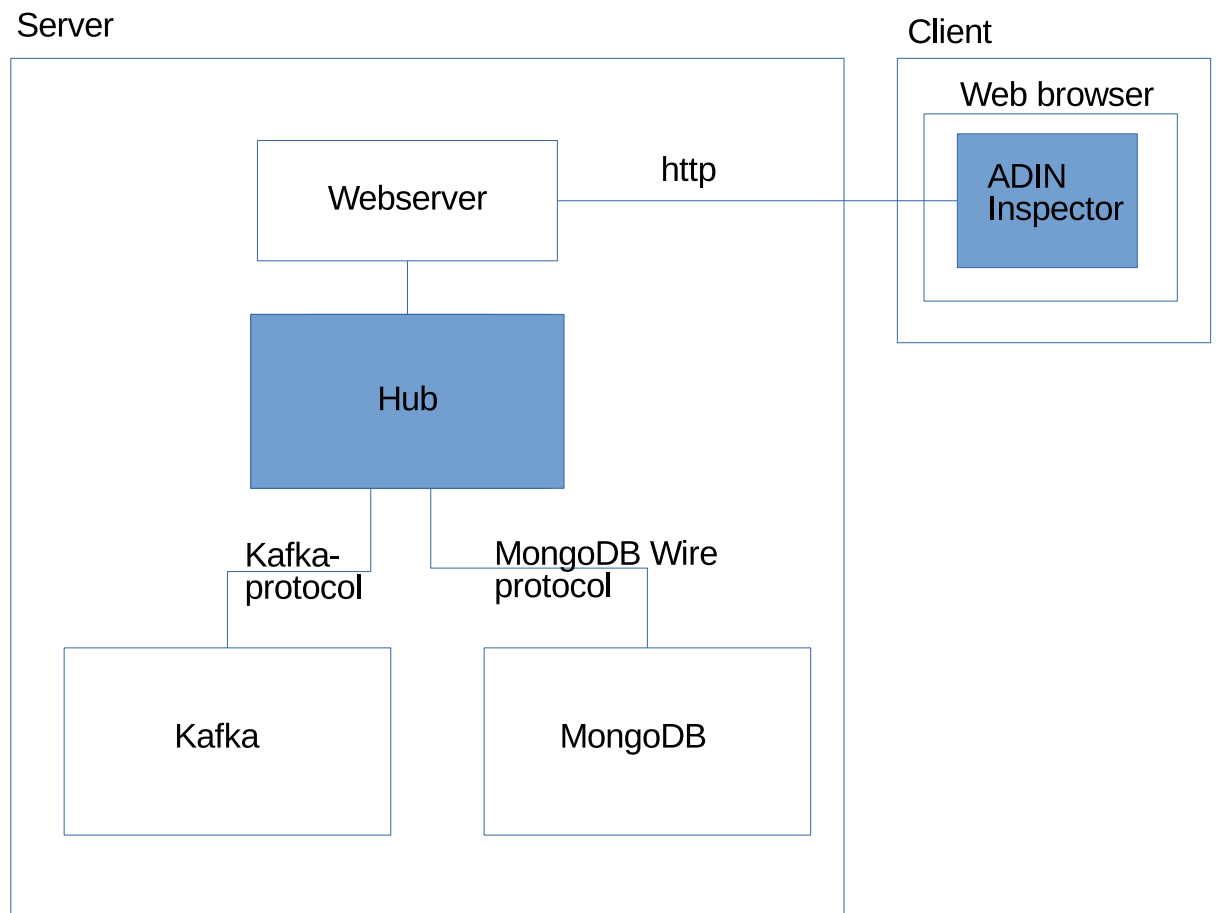 Server
Client
Web browser
http
ADIN
Inspector
Webserver
Hub
Kafka-
protocol
MongoDB Wire
protocol
Kafka
MongoDB